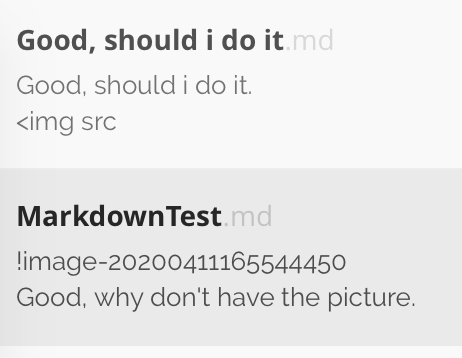 Good, should i do it.md
Good, should i do it.
<img src
MarkdownTest.md
!image-20200411165544450
Good, why don't have the picture.